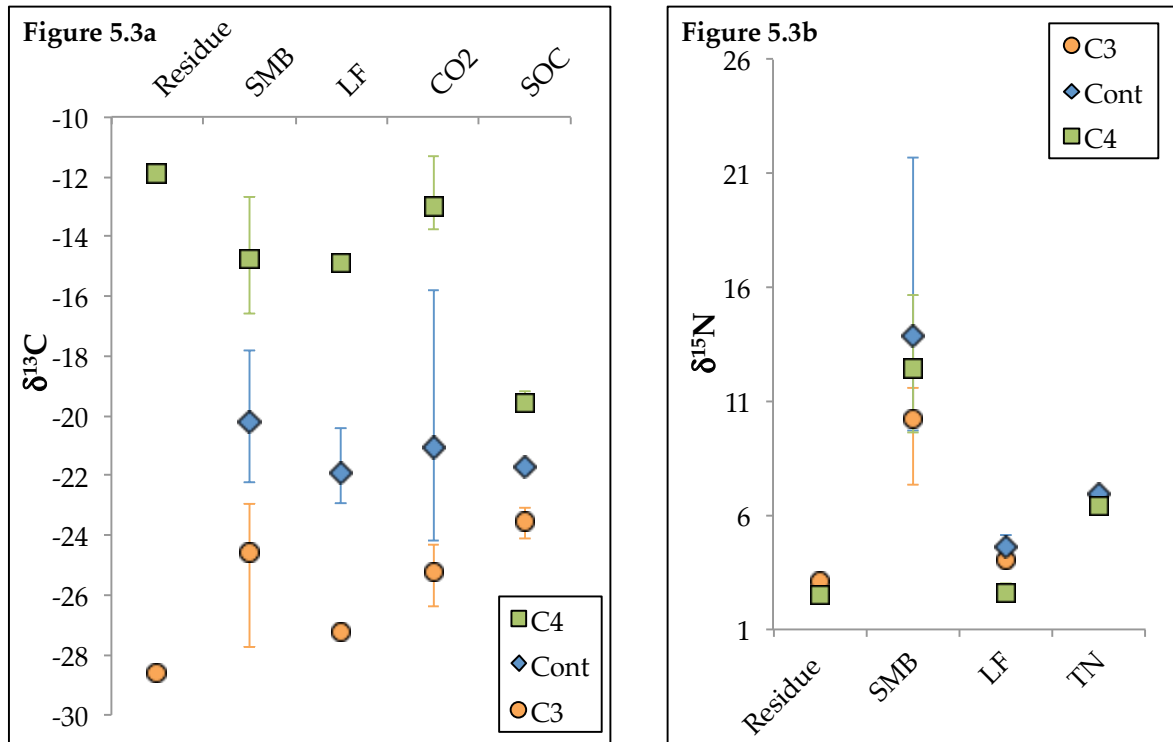 Figure 5.3a
Residue
SMB
LF
CO2
SOC
-10
-12
-14
-16
-18
-20
-22
-24
-26
-28
-30
δ¹³C
C4
Cont
C3
Figure 5.3b
C3
Cont
C4
26
21
16
11
6
1
δ¹⁵N
Residue
SMB
LF
TN